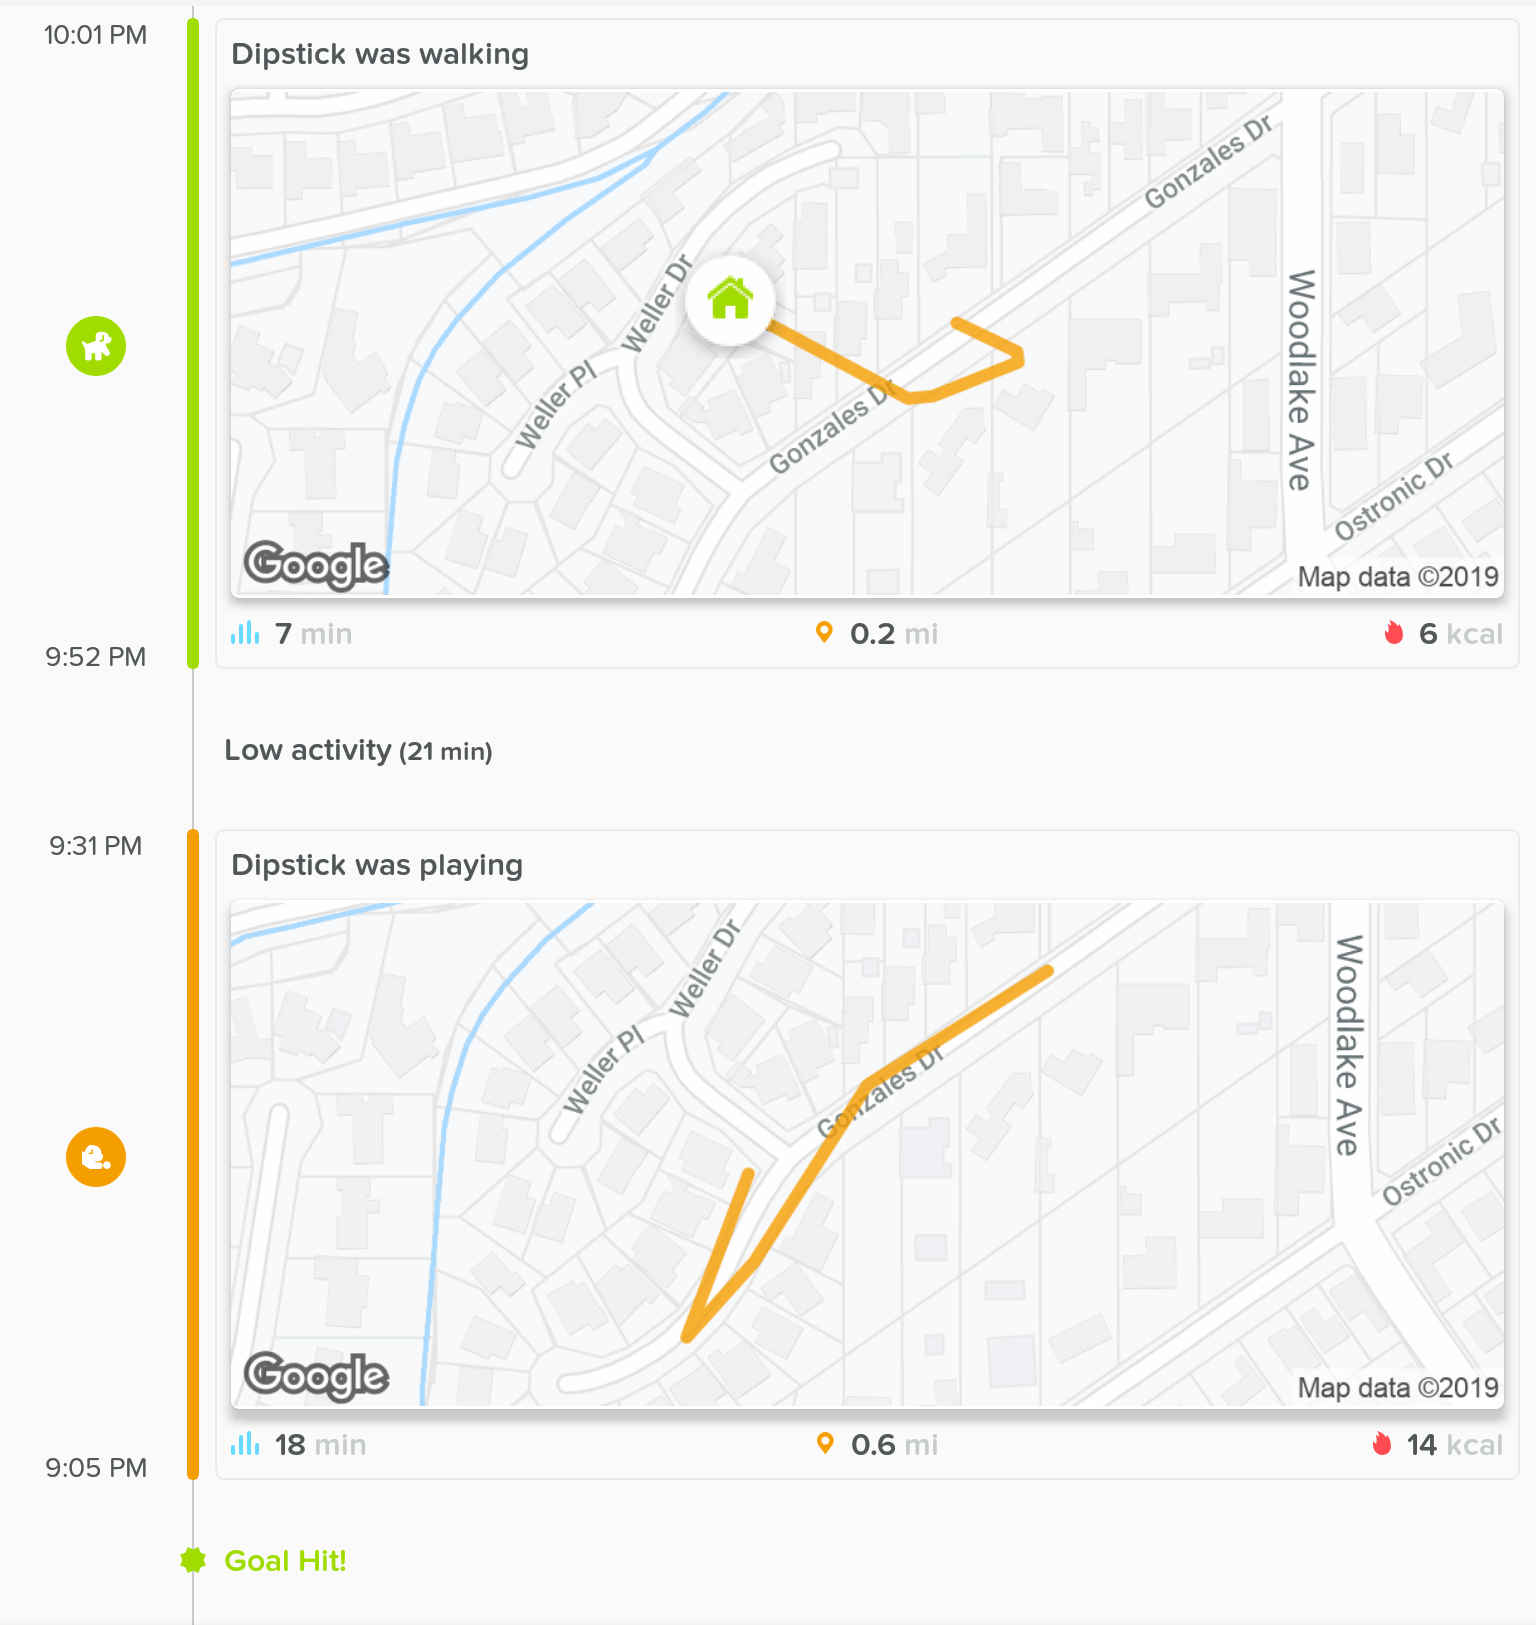 10:01 PM
Dipstick was walking
Gonzales Dr
Weller Dr
Woodlake Ave
Weller Pl
Gonzales Dr
Ostronic Dr
Google
Map data ©2019
7 min
0.2 mi
6 kcal
9:52 PM
Low activity (21 min)
9:31 PM
Dipstick was playing
Weller Dr
Woodlake Ave
Weller Pl
Gonzales Dr
Ostronic Dr
Google
Map data ©2019
18 min
0.6 mi
14 kcal
9:05 PM
Goal Hit!